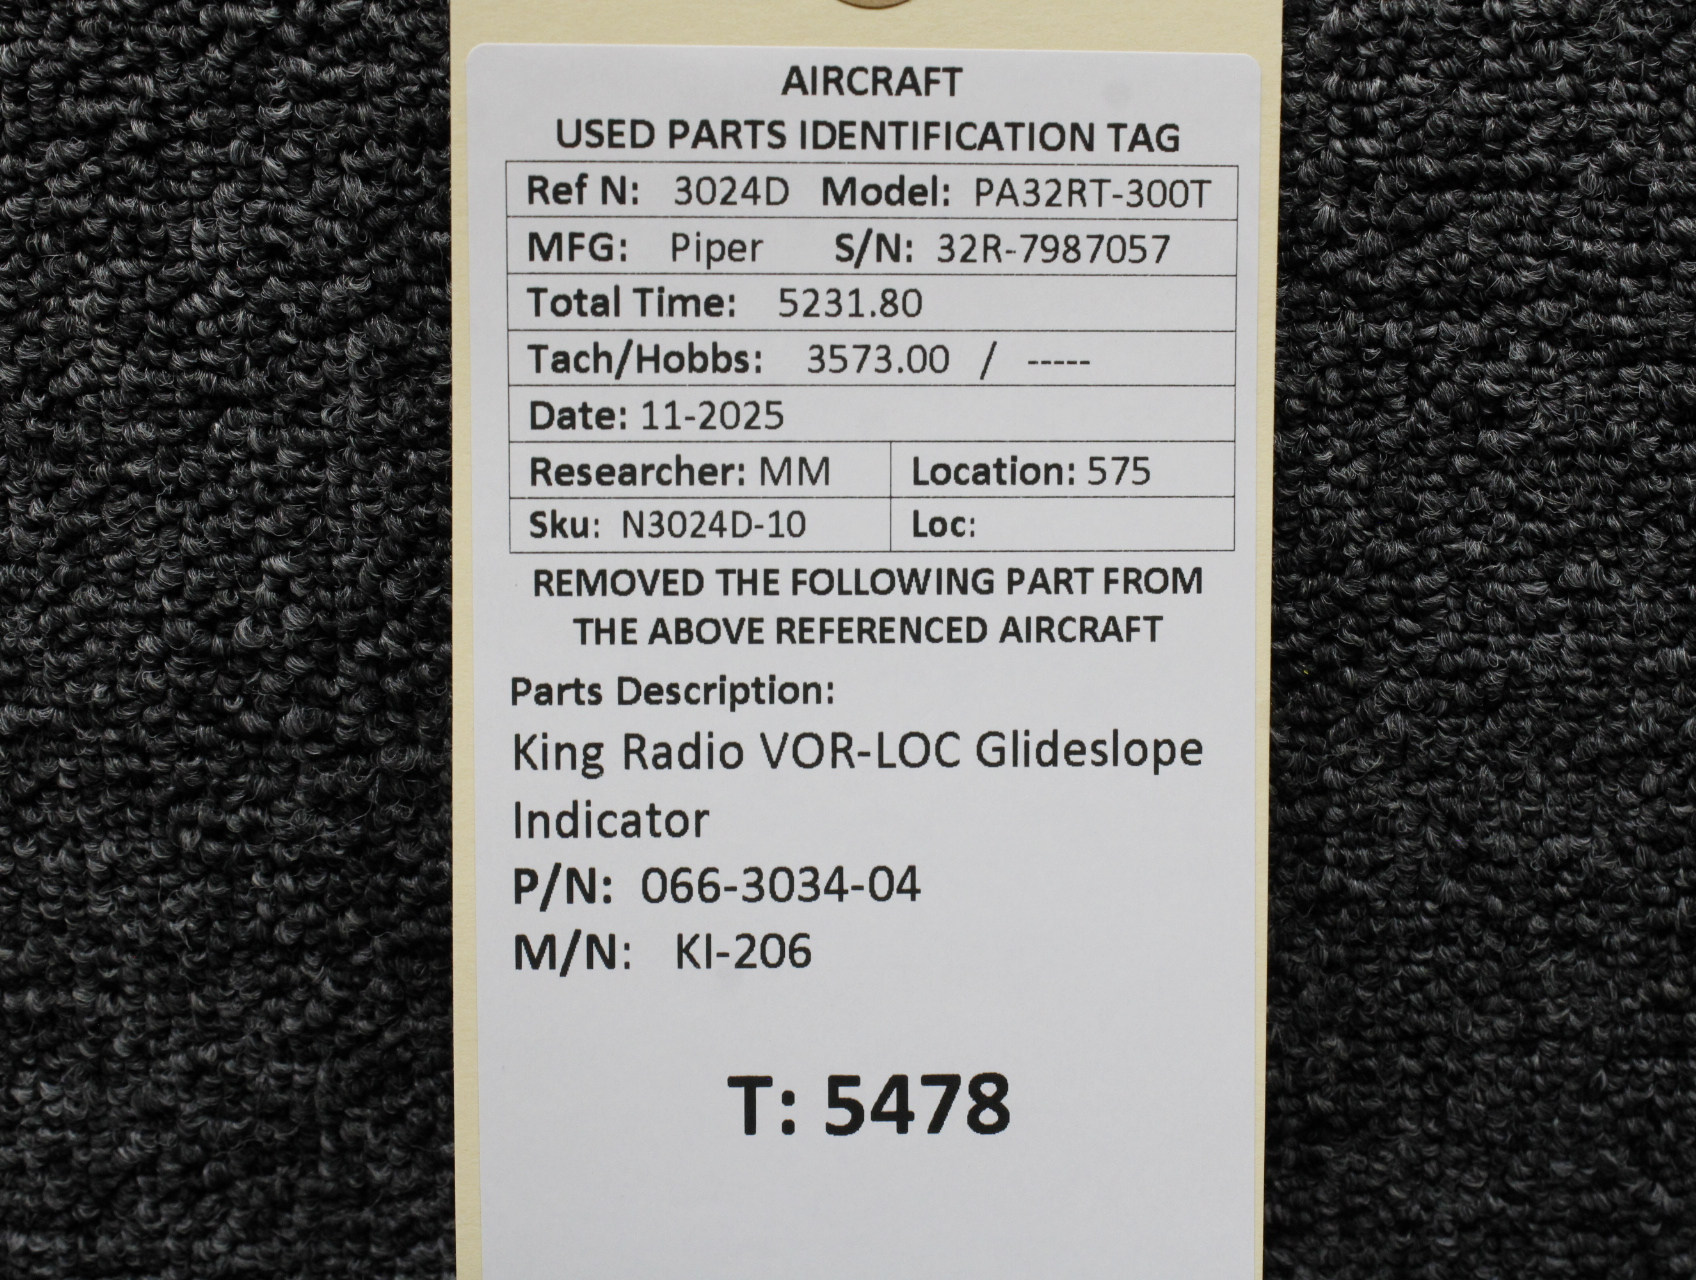 AIRCRAFT
USED PARTS IDENTIFICATION TAG
Ref N: 3024D Model: PA32RT-300T
MFG: Piper S/N: 32R-7987057
Total Time: 5231.80
Tach/Hobbs: 3573.00 / -----
Date: 11-2025
Researcher: MM Location: 575
Sku: N3024D-10 Loc:
REMOVED THE FOLLOWING PART FROM
THE ABOVE REFERENCED AIRCRAFT
Parts Description:
King Radio VOR-LOC Glideslope
Indicator
P/N: 066-3034-04
M/N: KI-206
T: 5478